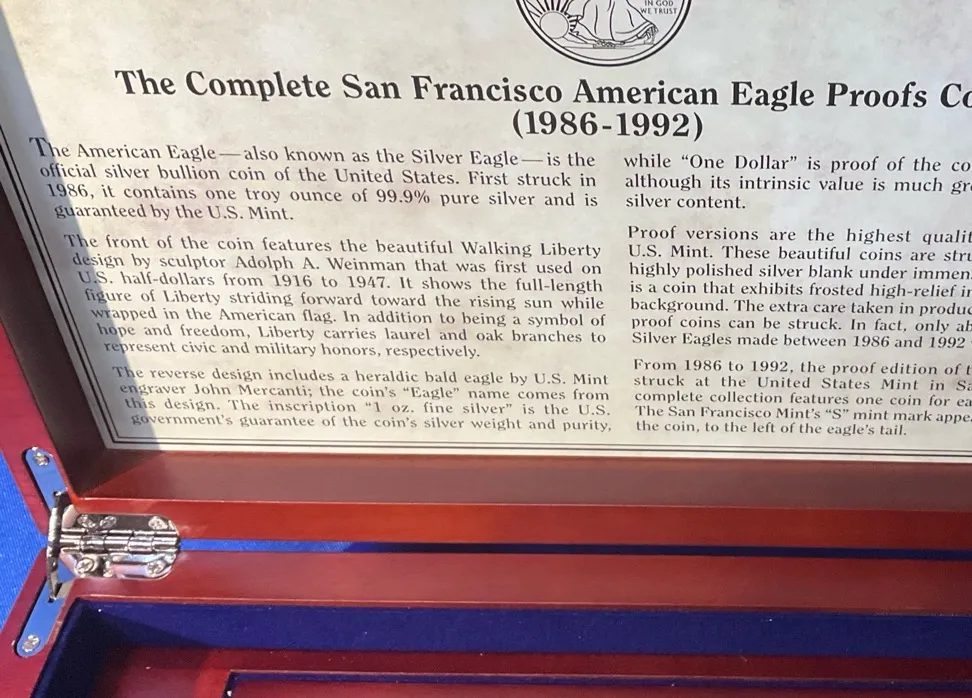 IN GOD
WE TRUST
The Complete San Francisco American Eagle Proofs
(1986-1992)
The American Eagle—also known as the Silver Eagle—is the
official silver bullion coin of the United States. First struck in
1986, it contains one troy ounce of 99.9% pure silver and is
guaranteed by the U.S. Mint.
The front of the coin features the beautiful Walking Liberty
design by sculptor Adolph A. Weinman that was first used on
U.S. half-dollars from 1916 to 1947. It shows the full-length
figure of Liberty striding forward toward the rising sun while
wrapped in the American flag. In addition to being a symbol of
hope and freedom, Liberty carries laurel and oak branches to
represent civic and military honors, respectively.
The reverse design includes a heraldic bald eagle by U.S. Mint
engraver John Mercanti; the coin's “Eagle” name comes from
this design. The inscription “1 oz. fine silver” is the U.S.
government's guarantee of the coin's silver weight and purity,
while “One Dollar” is proof of the
although its intrinsic value is much
silver content.
Proof versions are the highest
U.S. Mint. These beautiful coins are
highly polished silver blank under
is a coin that exhibits frosted high-relief
background. The extra care taken in
proof coins can be struck. In fact, only
Silver Eagles made between 1986 and 1992
From 1986 to 1992, the proof edition of
struck at the United States Mint in
complete collection features one coin for
The San Francisco Mint's “S” mint mark
the coin, to the left of the eagle's tail.